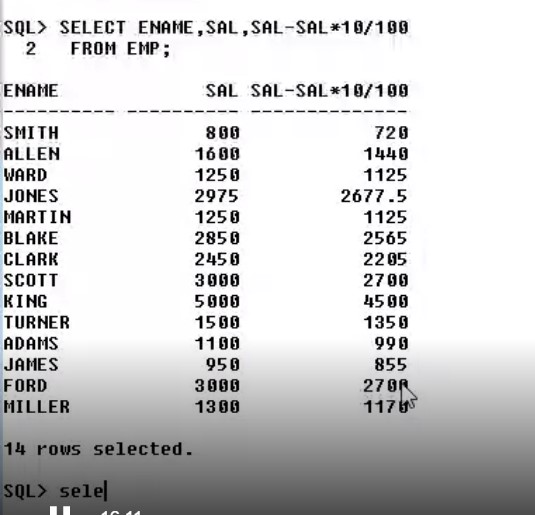 SQL> SELECT ENAME,SAL,SAL-SAL*10/100
2 FROM EMP;
ENAME SAL SAL-SAL*10/100
---------- ---------- --------------
SMITH 800 720
ALLEN 1600 1440
WARD 1250 1125
JONES 2975 2677.5
MARTIN 1250 1125
BLAKE 2850 2565
CLARK 2450 2205
SCOTT 3000 2700
KING 5000 4500
TURNER 1500 1350
ADAMS 1100 990
JAMES 950 855
FORD 3000 2700
MILLER 1300 1170
14 rows selected.
SQL> sele